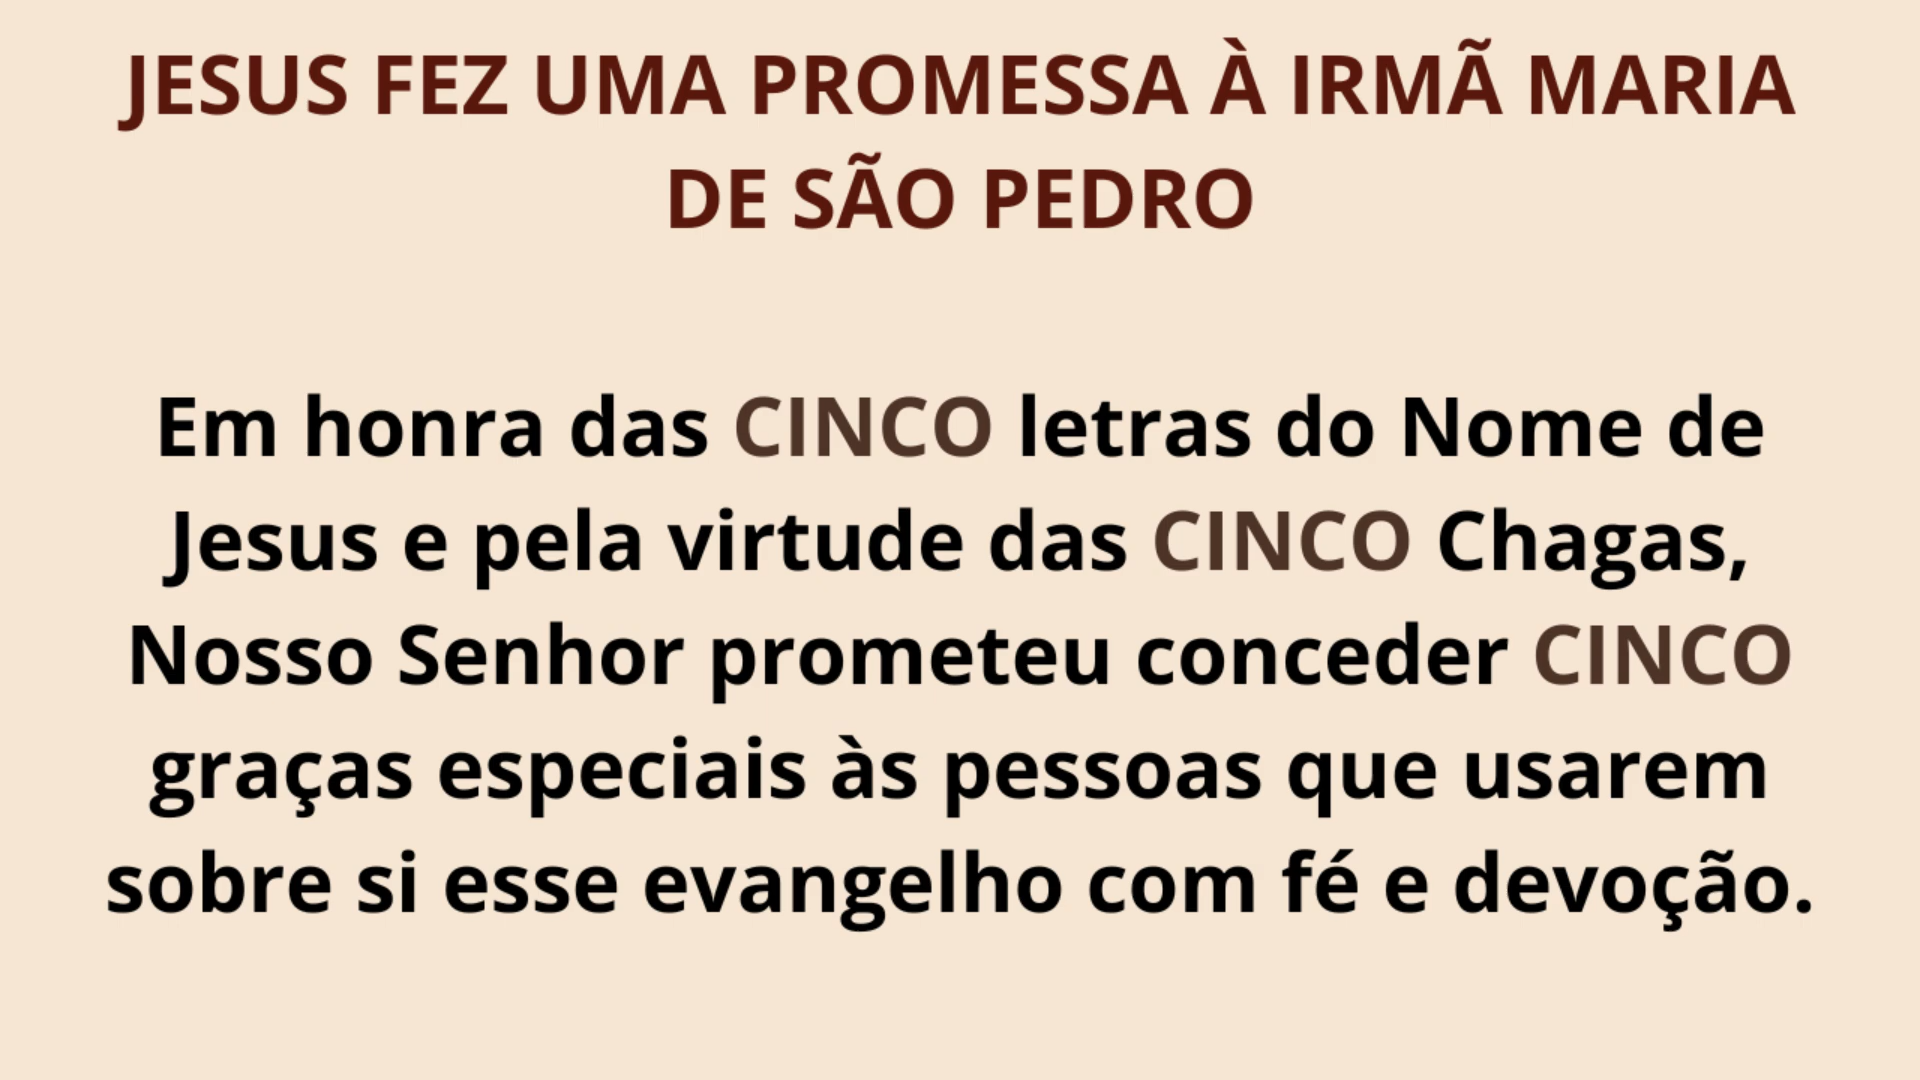 JESUS FEZ UMA PROMESSA À IRMÃ MARIA
DE SÃO PEDRO
Em honra das CINCO letras do Nome de
Jesus e pela virtude das CINCO Chagas,
Nosso Senhor prometeu conceder CINCO
graças especiais às pessoas que usarem
sobre si esse evangelho com fé e devoção.